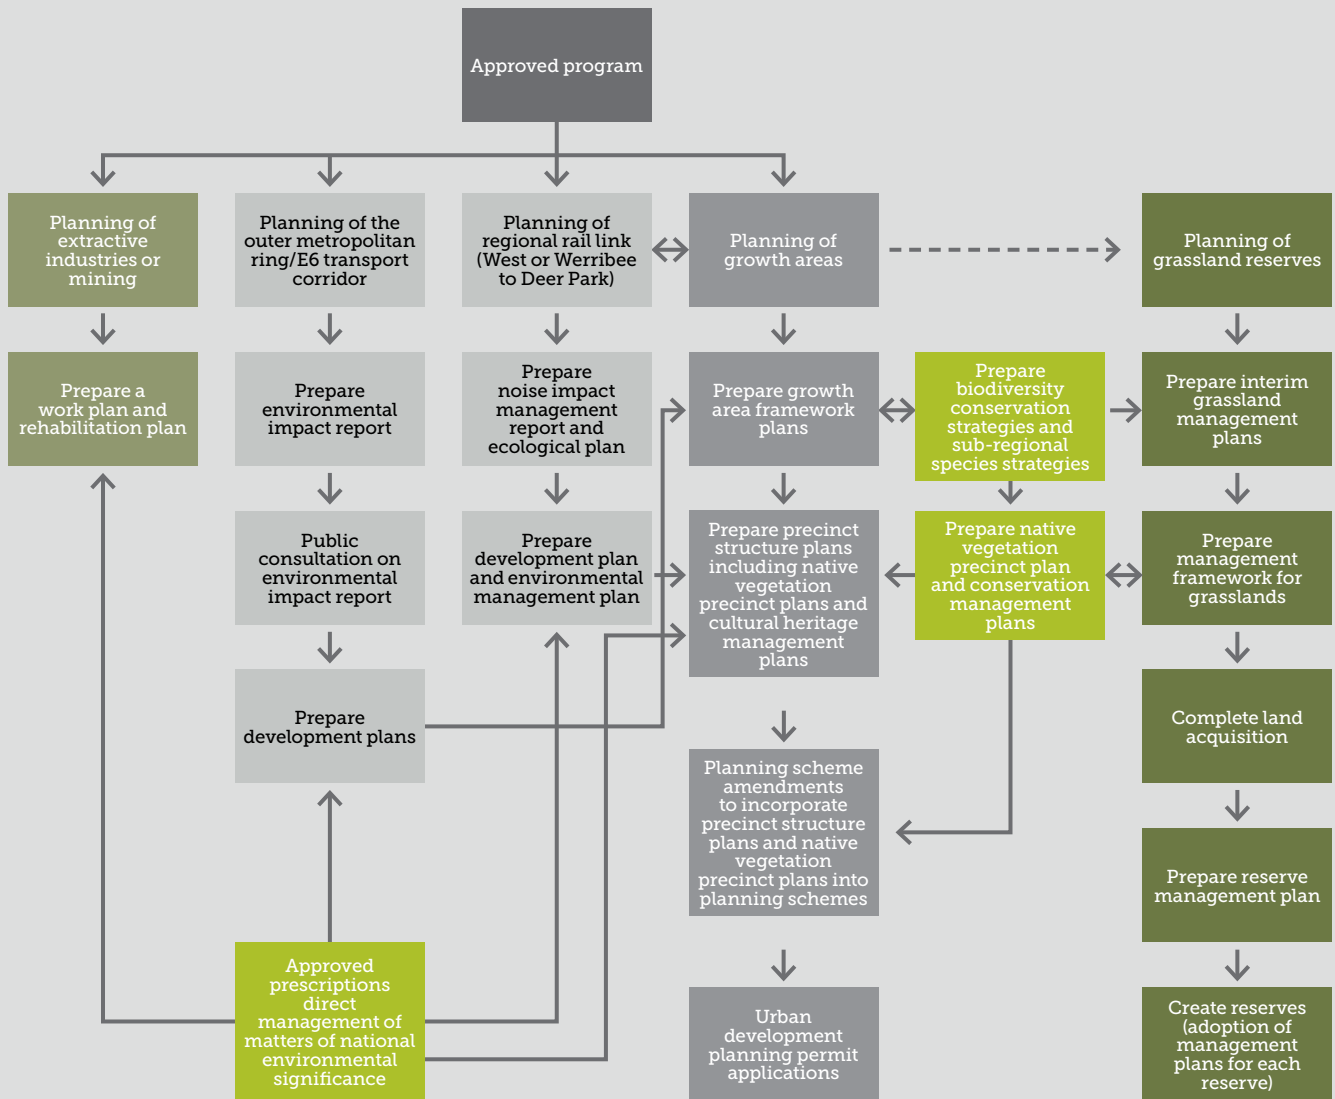 Approved program
Planning of
extractive
industries or
mining
Planning of the
outer metropolitan
ring/E6 transport
corridor
Planning of
regional rail link
(West or Werribee
to Deer Park)
Planning of
growth areas
Planning of
grassland reserves
Prepare a
work plan and
rehabilitation plan
Prepare
environmental
impact report
Prepare
noise impact
management
report and
ecological plan
Prepare growth
area framework
plans
Prepare
biodiversity
conservation
strategies and
sub-regional
species strategies
Prepare interim
grassland
management
plans
Public
consultation on
environmental
impact report
Prepare
development plan
and environmental
management plan
Prepare precinct
structure plans
including native
vegetation
precinct plans and
cultural heritage
management
plans
Prepare native
vegetation
precinct plan
and conservation
management
plans
Prepare
management
framework for
grasslands
Prepare
development plans
Complete land
acquisition
Planning scheme
amendments
to incorporate
precinct structure
plans and native
vegetation
precinct plans into
planning schemes
Prepare reserve
management plan
Approved
prescriptions
direct
management of
matters of national
environmental
significance
Urban
development
planning permit
applications
Create reserves
(adoption of
management
plans for each
reserve)